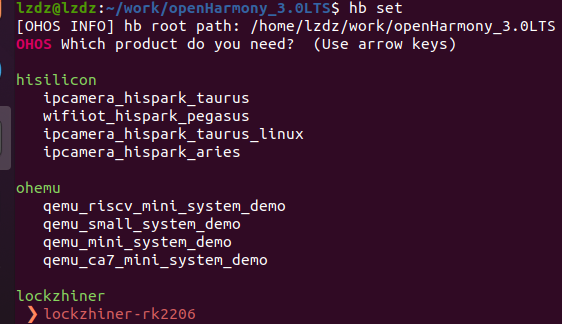 lzdz@lzdz:~/work/openHarmony_3.0LTS$ hb set
[OHOS INFO] hb root path: /home/lzdz/work/openHarmony_3.0LTS
OHOS Which product do you need?  (Use arrow keys)
hisilicon
ipcamera_hispark_taurus
wifiiot_hispark_pegasus
ipcamera_hispark_taurus_linux
ipcamera_hispark_aries
ohemu
qemu_riscv_mini_system_demo
qemu_small_system_demo
qemu_mini_system_demo
qemu_ca7_mini_system_demo
lockzhiner
❯ lockzhiner-rk2206